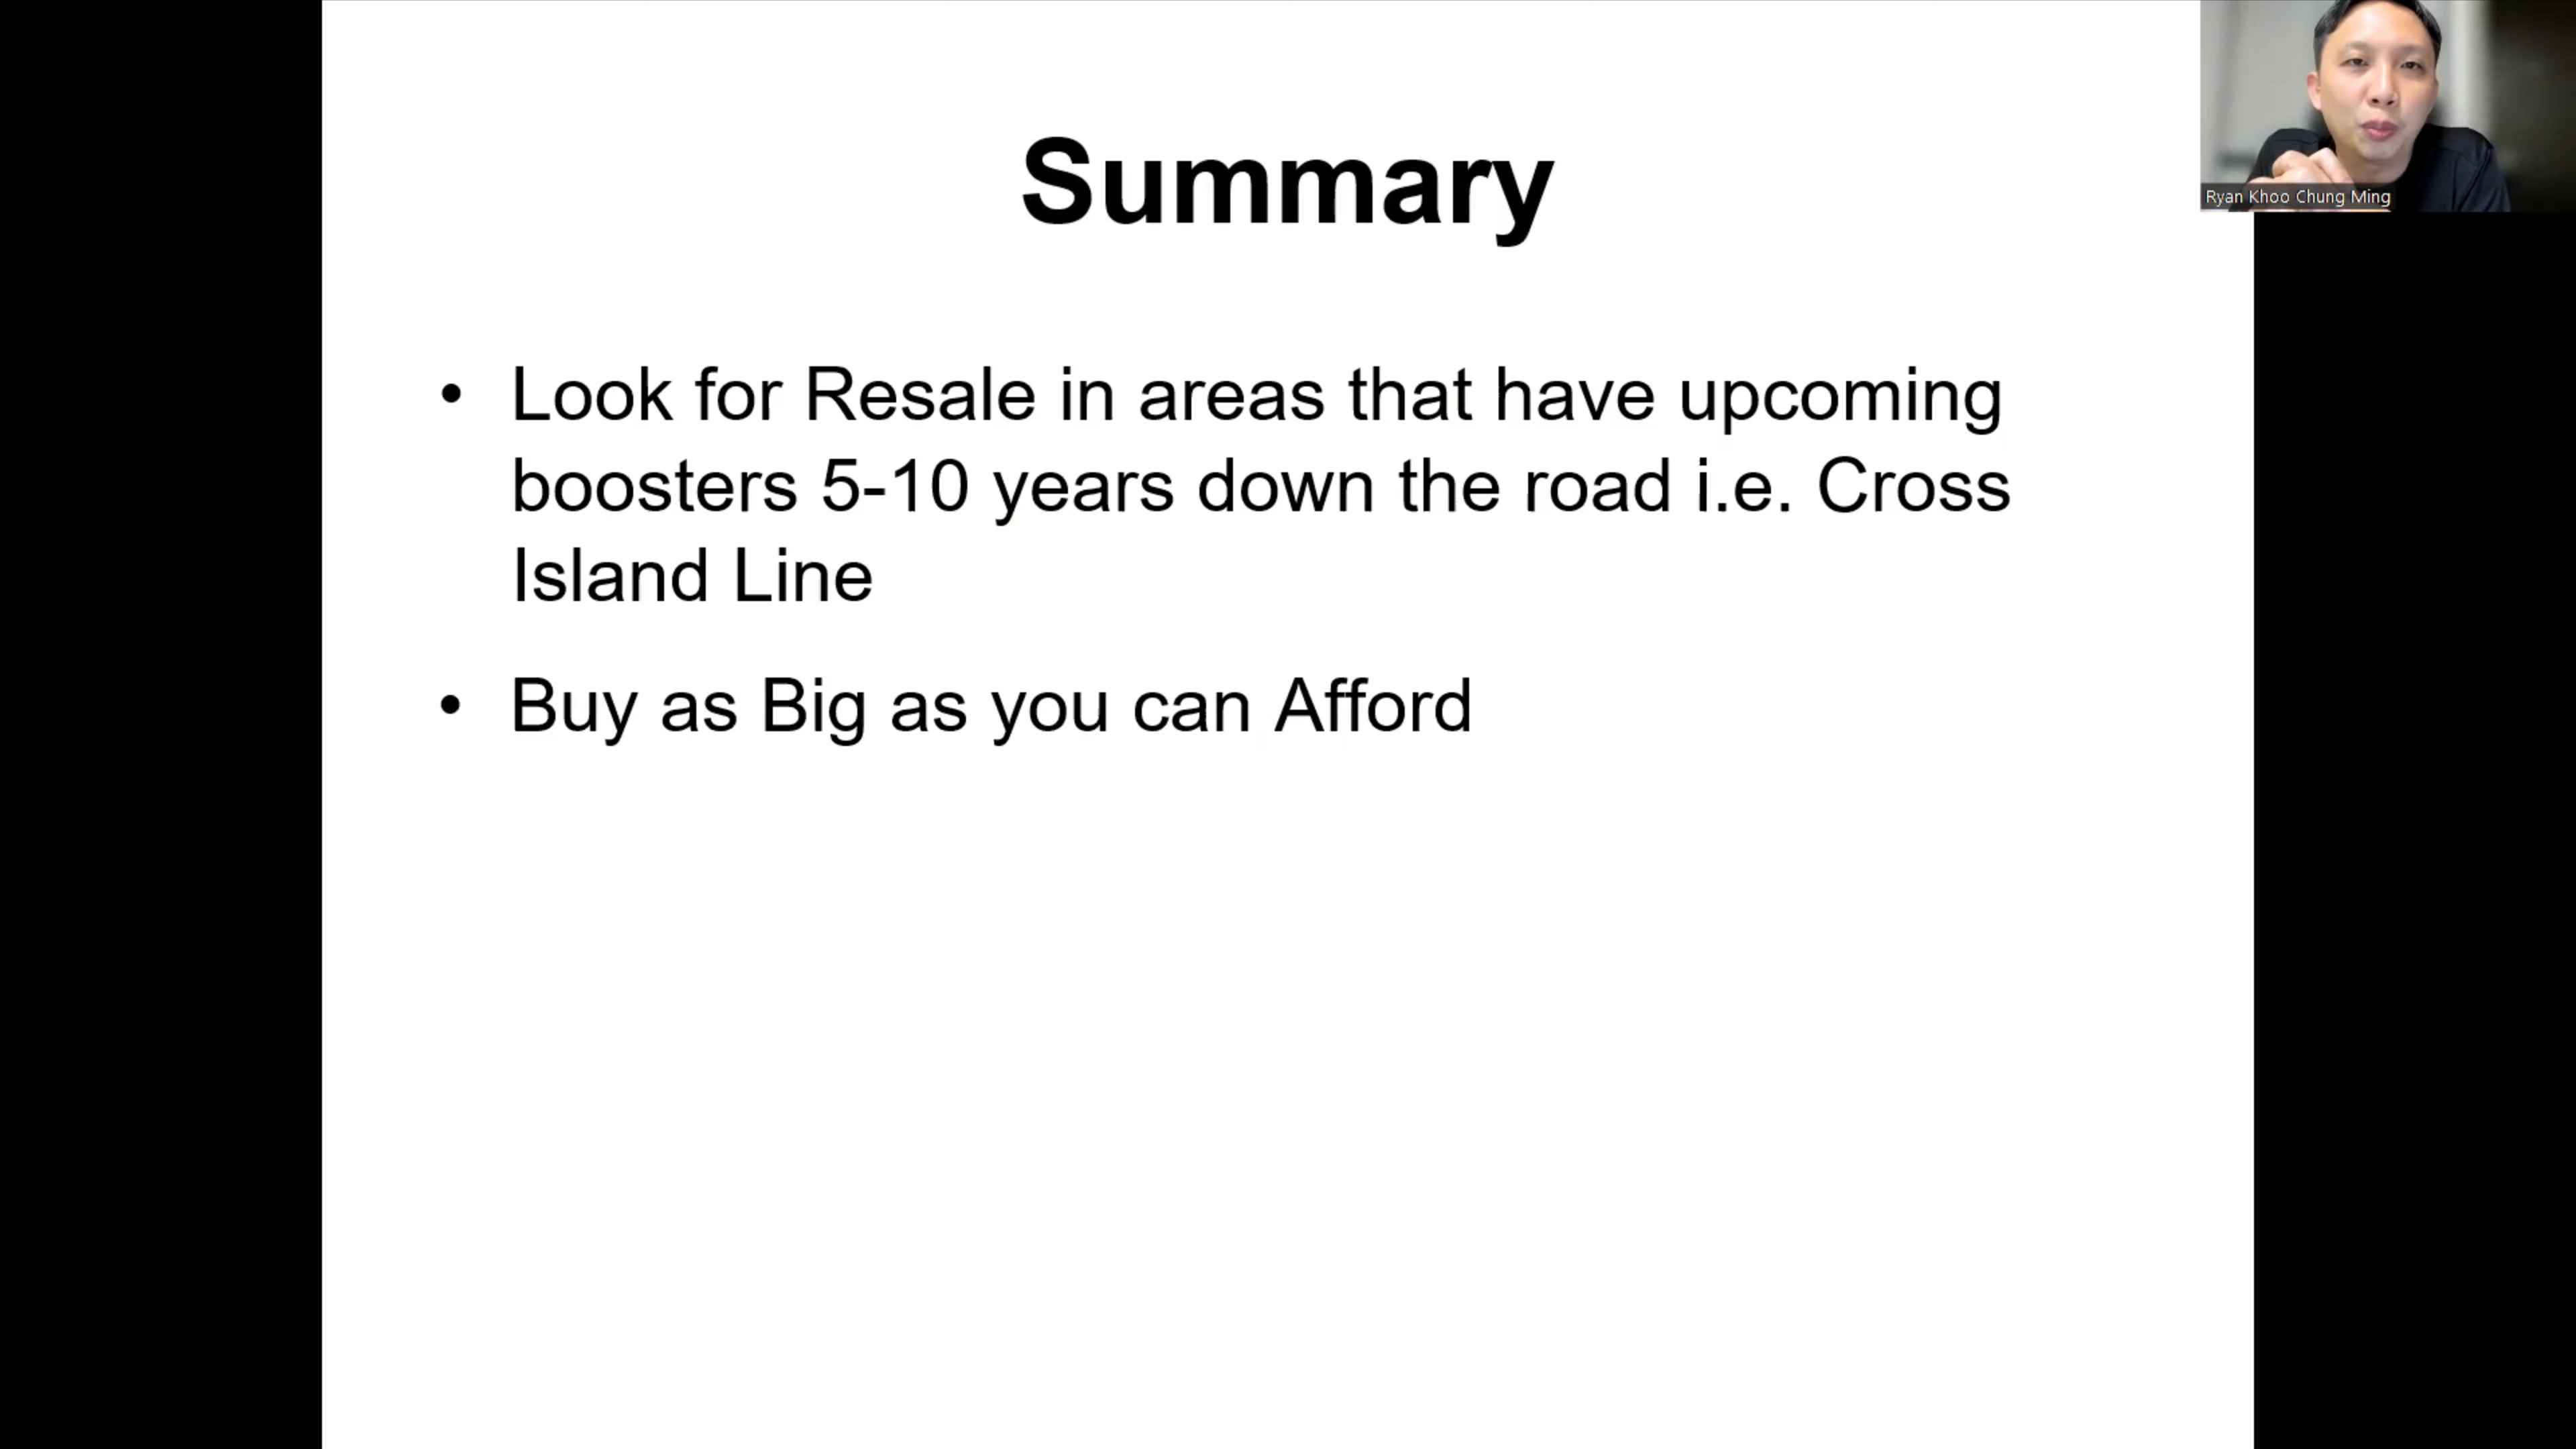 Summary
• Look for Resale in areas that have upcoming
boosters 5-10 years down the road i.e. Cross
Island Line
• Buy as Big as you can Afford
Ryan Khoo Chung Ming